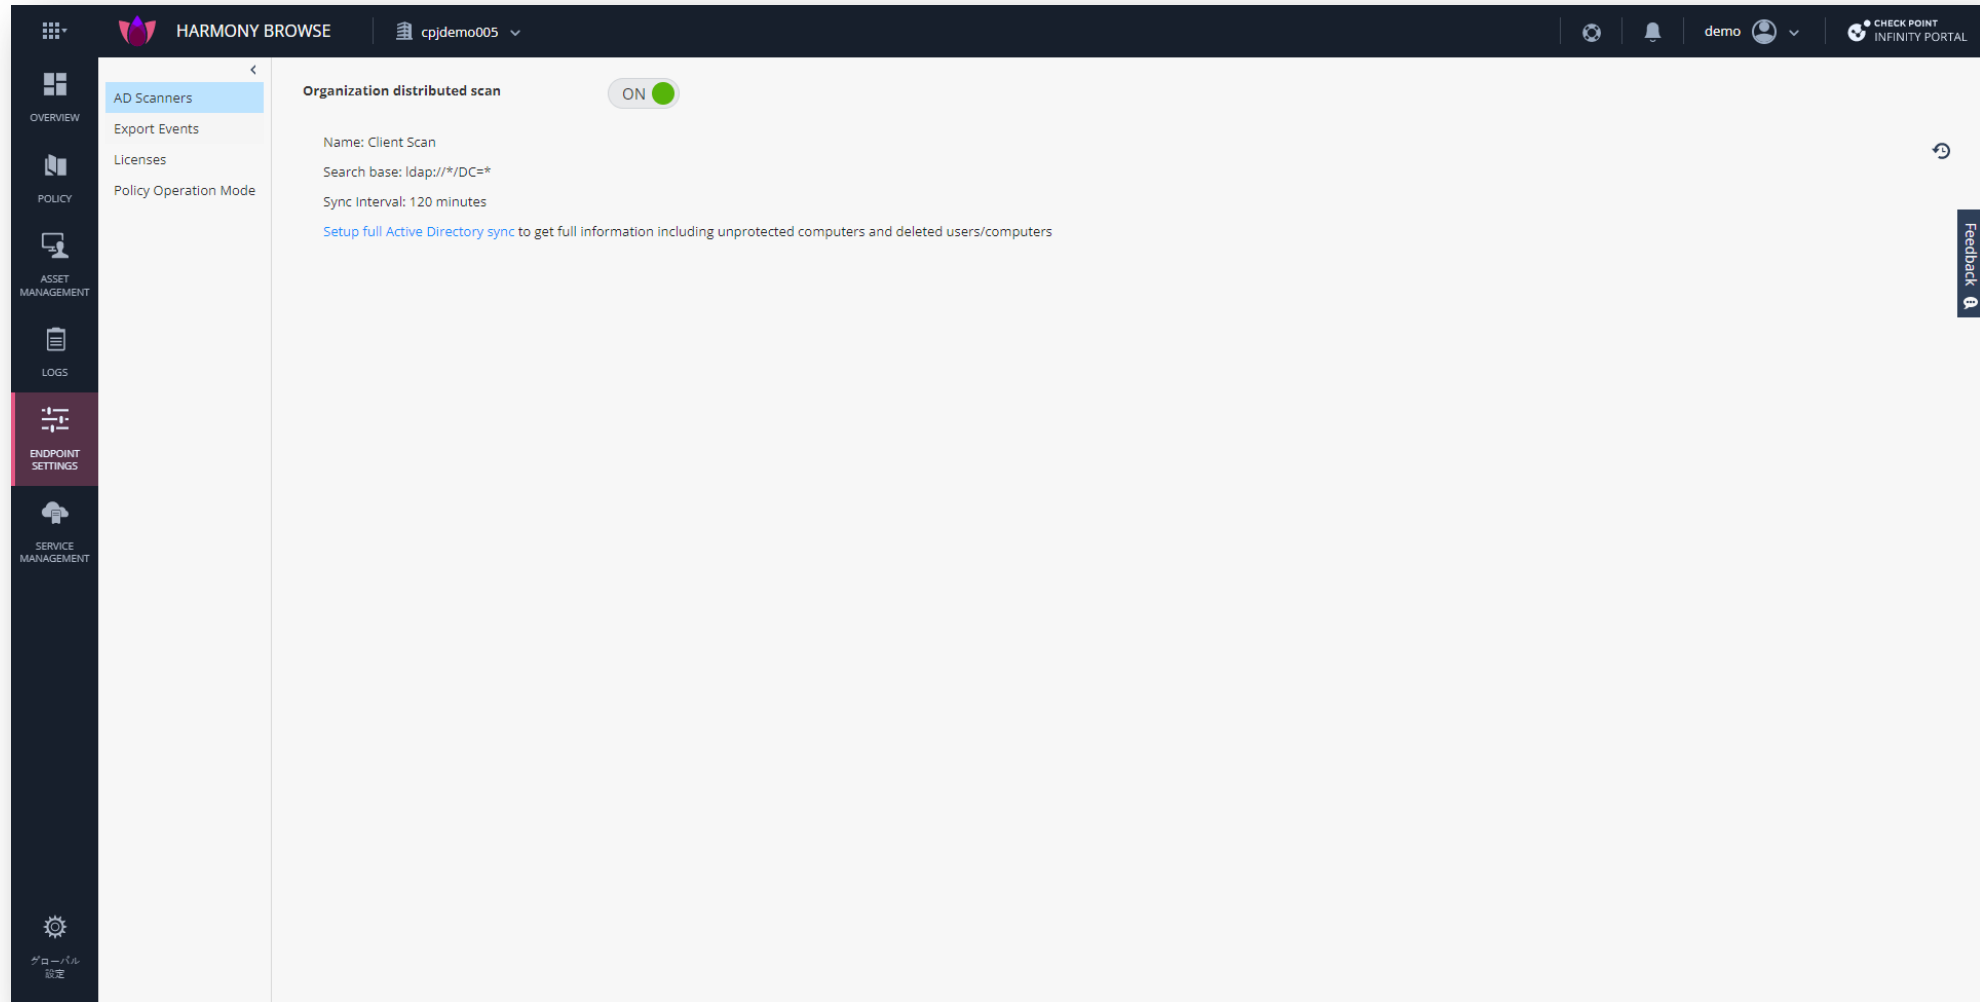 HARMONY BROWSE
cpjdemo005
demo
CHECK POINT
INFINITY PORTAL
OVERVIEW
POLICY
ASSET
MANAGEMENT
LOGS
ENDPOINT
SETTINGS
SERVICE
MANAGEMENT
グローバル
設定
AD Scanners
Export Events
Licenses
Policy Operation Mode
Organization distributed scan
ON
Name: Client Scan
Search base: ldap://*/DC=*
Sync Interval: 120 minutes
Setup full Active Directory sync to get full information including unprotected computers and deleted users/computers
Feedback